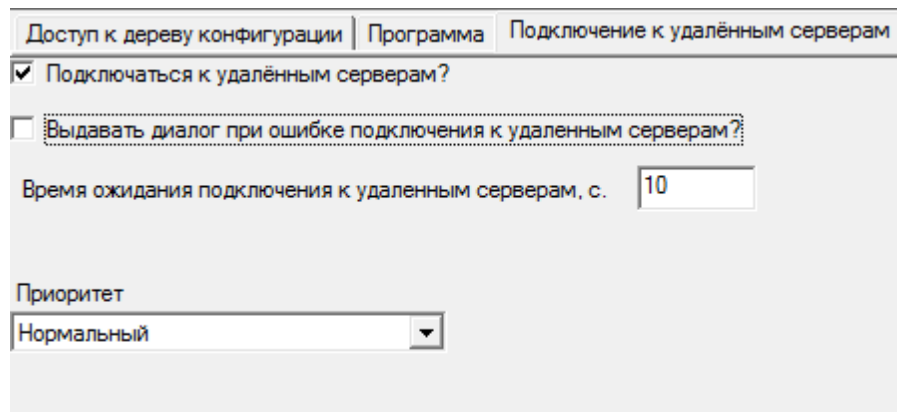 Доступ к дереву конфигурации Программа Подключение к удалённым серверам
Подключаться к удалённым серверам?
Выдавать диалог при ошибке подключения к удаленным серверам?
Время ожидания подключения к удаленным серверам, с. 10
Приоритет
Нормальный